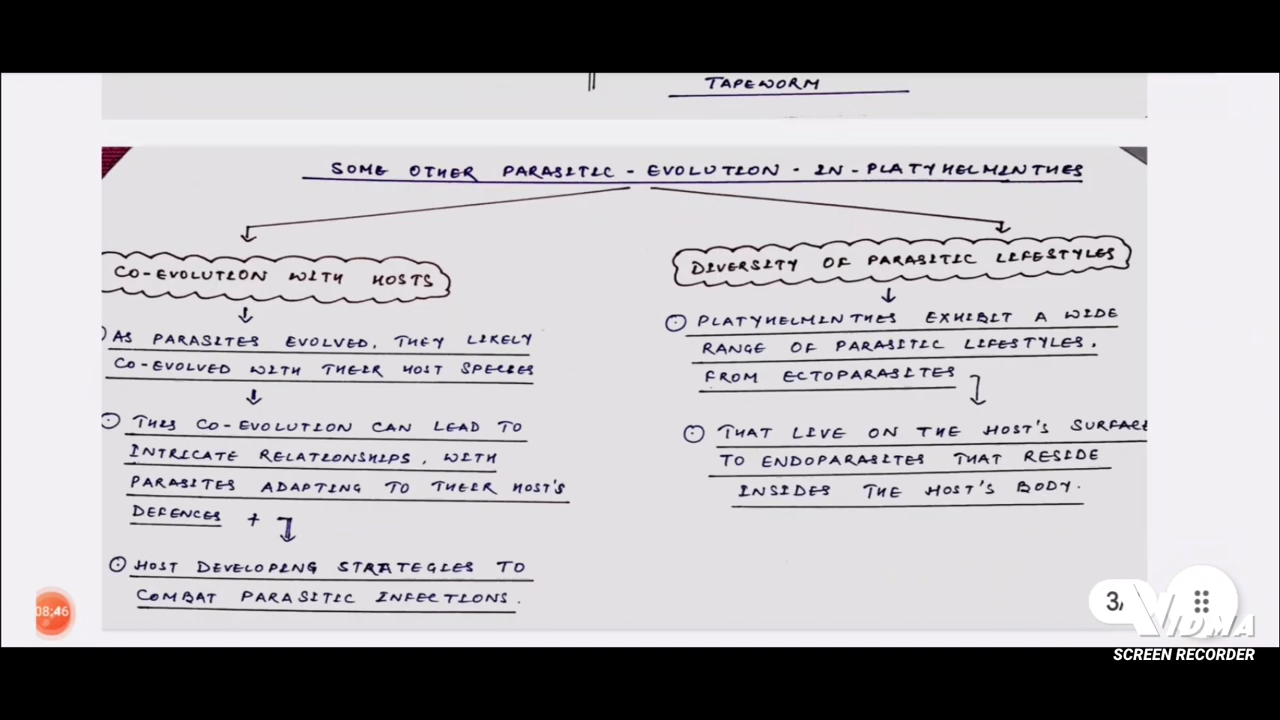 TAPEWORM
SOME OTHER PARASITIC - EVOLUTION - IN - PLATYHELMINTHES
CO-EVOLUTION WITH HOSTS
AS PARASITES EVOLVED, THEY LIKELY
CO-EVOLVED WITH THEIR HOST SPECIES
THIS CO-EVOLUTION CAN LEAD TO
INTRICATE RELATIONSHIPS, WITH
PARASITES ADAPTING TO THEIR HOST'S
DEFENCES +
HOST DEVELOPING STRATEGIES TO
COMBAT PARASITIC INFECTIONS.
DIVERSITY OF PARASITIC LIFESTYLES
PLATYHELMINTHES EXHIBIT A WIDE
RANGE OF PARASITIC LIFESTYLES.
FROM ECTOPARASITES
THAT LIVE ON THE HOST'S SURFACE
TO ENDOPARASITES THAT RESIDE
INSIDES THE HOST'S BODY.
08:46
3/
VIDMA
SCREEN RECORDER